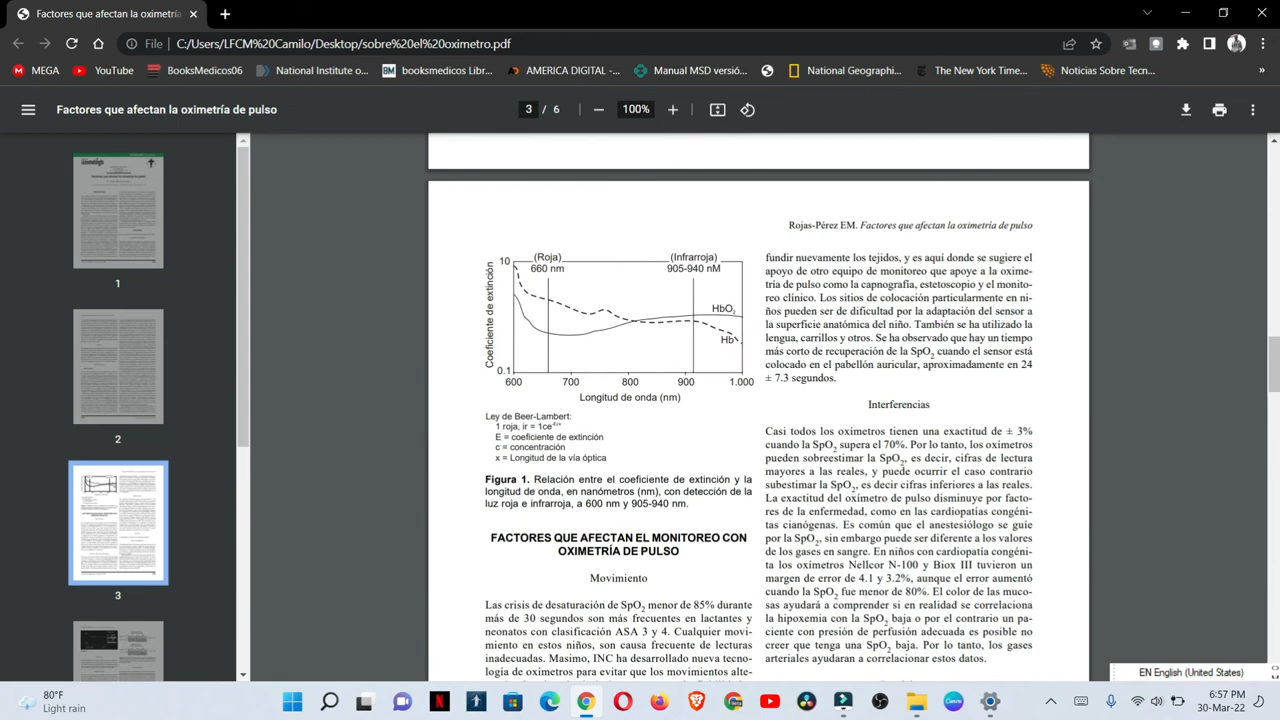 Factores que afectan la oximetría
File
C:/Users/LFCM%20Camilo/Desktop/sobre%20el%20oximetro.pdf
MEGA
YouTube
BooksMedicos06
National Institute o...
booksmedicos Libr...
AMERICA DIGITAL -...
Manual MSD versió...
National Geographi...
The New York Time...
Noticias Sobre Tecn...
»
Factores que afectan la oximetría de pulso
3 / 6
100%
1
2
3
Rojas-Pérez EM. Factores que afectan la oximetría de pulso
(Roja)
660 nm
(Infrarroja)
905-940 nM
10
HbO2
Hb
0.1
Coeficiente de extinción
600 700 800 900 1.000
Longitud de onda (nm)
Ley de Beer-Lambert:
1 roja, ir = 1ce
E = coeficiente de extinción
c = concentración
x = Longitud de la vía óptica
Figura 1. Relación entre el coeficiente de extinción y la
longitud de onda, en nanómetros (nm), con detección de la
luz roja e infrarroja, a 600 nm y 905-940 nm.
FACTORES QUE AFECTAN EL MONITOREO CON
OXIMETRÍA DE PULSO
Movimiento
Las crisis de desaturación de SpO2 menor de 85% durante
más de 30 segundos son más frecuentes en lactantes y
neonatos con clasificación ASA 3 y 4. Cualquier movi-
miento en estos niños, son causa frecuente de lecturas
inadecuadas. Masimo, INC ha desarrollado nueva tecno-
logía de oxímetros para evitar que los movimientos alte-
fundir nuevamente los tejidos, y es aquí donde se sugiere el
apoyo de otro equipo de monitoreo que apoye a la oxime-
tría de pulso como la capnografía, estetoscopio y el monito-
reo clínico. Los sitios de colocación particularmente en ni-
ños pueden ser de dificultad por la adaptación del sensor a
la superficie anatómica del niño. También se ha utilizado la
lengua, carrillos y otros. Se ha observado que hay un tiempo
más corto de recuperación de la SpO2 cuando el sensor está
colocado en el pabellón auricular, aproximadamente en 24
± 7.3 segundos.
Interferencias
Casi todos los oxímetros tienen una exactitud de ± 3%
cuando la SpO2 supera el 70%. Por lo tanto, los oxímetros
pueden sobreestimar la SpO2, es decir, cifras de lectura
mayores a las reales, y puede ocurrir el caso contrario
subestimar la SpO2, es decir cifras inferiores a las reales.
La exactitud del oxímetro de pulso disminuye por facto-
res de la enfermedad, como en las cardiopatías congéni-
tas cianógenas. Es común que el anestesiólogo se guie
por la SpO2, sin embargo puede ser diferente a los valores
de los gases en sangre. En niños con cardiopatía congéni-
ta los oxímetros Nellcor N-100 y Biox III tuvieron un
margen de error de 4.1 y 3.2%, aunque el error aumentó
cuando la SpO2 fue menor de 80%. El color de las muco-
sas ayudará a comprender si en realidad se correlaciona
la hipoxemia con la SpO2 baja o por el contrario un pa-
ciente con presión de perfusión adecuada es posible no
creer que tenga una SpO2 baja. Por lo tanto, los gases
arteriales ayudaran a correlacionar estos datos.
EN English (United States)
80°F
Light rain
6:57 PM
30-Mar-22